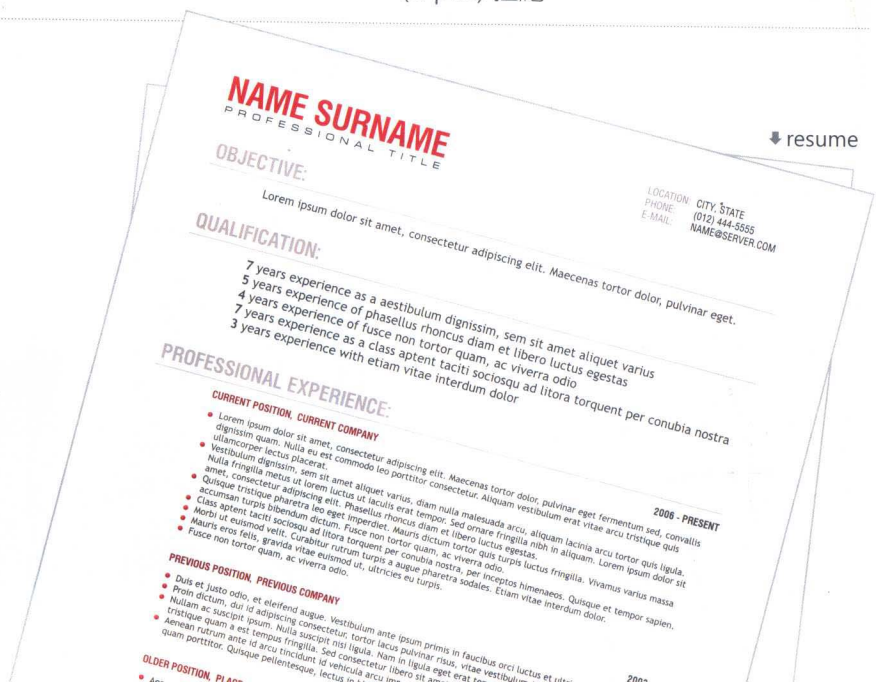 resume
NAME SURNAME
PROFESSIONAL TITLE
LOCATION: CITY, STATE
PHONE: (012) 444-5555
E-MAIL: NAME@SERVER.COM
OBJECTIVE:
Lorem ipsum dolor sit amet, consectetur adipiscing elit. Maecenas tortor dolor, pulvinar eget.
QUALIFICATION:
7 years experience as a aestibulum dignissim, sem sit amet aliquet varius
5 years experience of phasellus rhoncus diam et libero luctus egestas
4 years experience of fusce non tortor quam, ac viverra odio
7 years experience as a class aptent taciti sociosqu ad litora torquent per conubia nostra
3 years experience with etiam vitae interdum dolor
PROFESSIONAL EXPERIENCE:
CURRENT POSITION, CURRENT COMPANY
2006 - PRESENT
Lorem ipsum dolor sit amet, consectetur adipiscing elit. Maecenas tortor dolor, pulvinar eget fermentum sed, convallis
dignissim quam. Nulla eu est commodo leo porttitor consectetur. Aliquam vestibulum erat vitae arcu tristique quis
ullamcorper lectus placerat.
Vestibulum dignissim, sem sit amet aliquet varius, diam nulla malesuada arcu, aliquam lacinia arcu tortor quis ligula.
Nulla fringilla metus ut lorem luctus ut iaculis erat tempor. Sed ornare fringilla nibh in aliquam. Lorem ipsum dolor sit
amet, consectetur adipiscing elit. Phasellus rhoncus diam et libero luctus egestas.
Quisque tristique pharetra leo eget imperdiet. Mauris dictum tortor quis turpis luctus fringilla. Vivamus varius massa
accumsan turpis bibendum dictum. Fusce non tortor quam, ac viverra odio.
Class aptent taciti sociosqu ad litora torquent per conubia nostra, per inceptos himenaeos. Quisque et tempor sapien.
Morbi ut euismod velit. Curabitur rutrum turpis a augue pharetra sodales. Etiam vitae interdum dolor.
Mauris eros felis, gravida vitae euismod ut, ultricies eu turpis.
Fusce non tortor quam, ac viverra odio.
PREVIOUS POSITION, PREVIOUS COMPANY
Duis et justo odio, et eleifend augue. Vestibulum ante ipsum primis in faucibus orci luctus et
Proin dictum, dui id adipiscing consectetur, tortor lacus pulvinar risus, vitae
Nullam ac suscipit ipsum. Nulla suscipit nisi ligula. Nam in ligula eget erat
tristique quam a est tempus fringilla. Sed consectetur libero sit
Aenean rutrum ante id arcu tincidunt id vehicula arcu
quam porttitor. Quisque pellentesque, lectus in
OLDER POSITION,